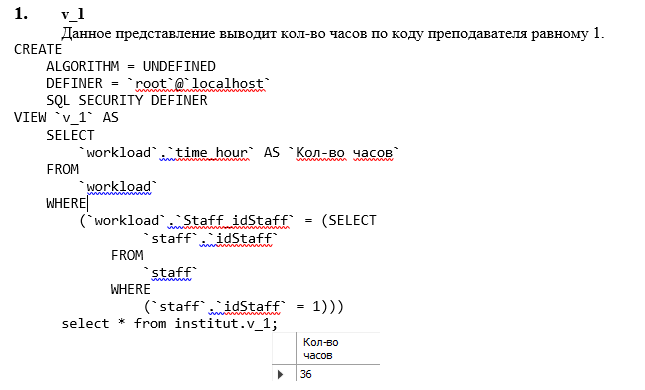 1. v_1
Данное представление выводит кол-во часов по коду преподавателя равному 1.
CREATE
ALGORITHM = UNDEFINED
DEFINER = `root`@`localhost`
SQL SECURITY DEFINER
VIEW `v_1` AS
SELECT
`workload`.`time_hour` AS `Кол-во часов`
FROM
`workload`
WHERE
(`workload`.`Staff_idStaff` = (SELECT
`staff`.`idStaff`
FROM
`staff`
WHERE
(`staff`.`idStaff` = 1)))
select * from institut.v_1;
Кол-во
часов
36